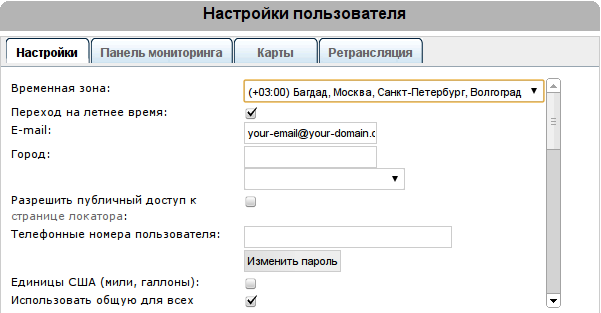 Настройки пользователя
Настройки Панель мониторинга Карты Ретрансляция
Временная зона: (+03:00) Багдад, Москва, Санкт-Петербург, Волгоград
Переход на летнее время:
E-mail: your-email@your-domain.c
Город:
Разрешить публичный доступ к
странице локатора:
Телефонные номера пользователя:
Изменить пароль
Единицы США (мили, галлоны):
Использовать общую для всех